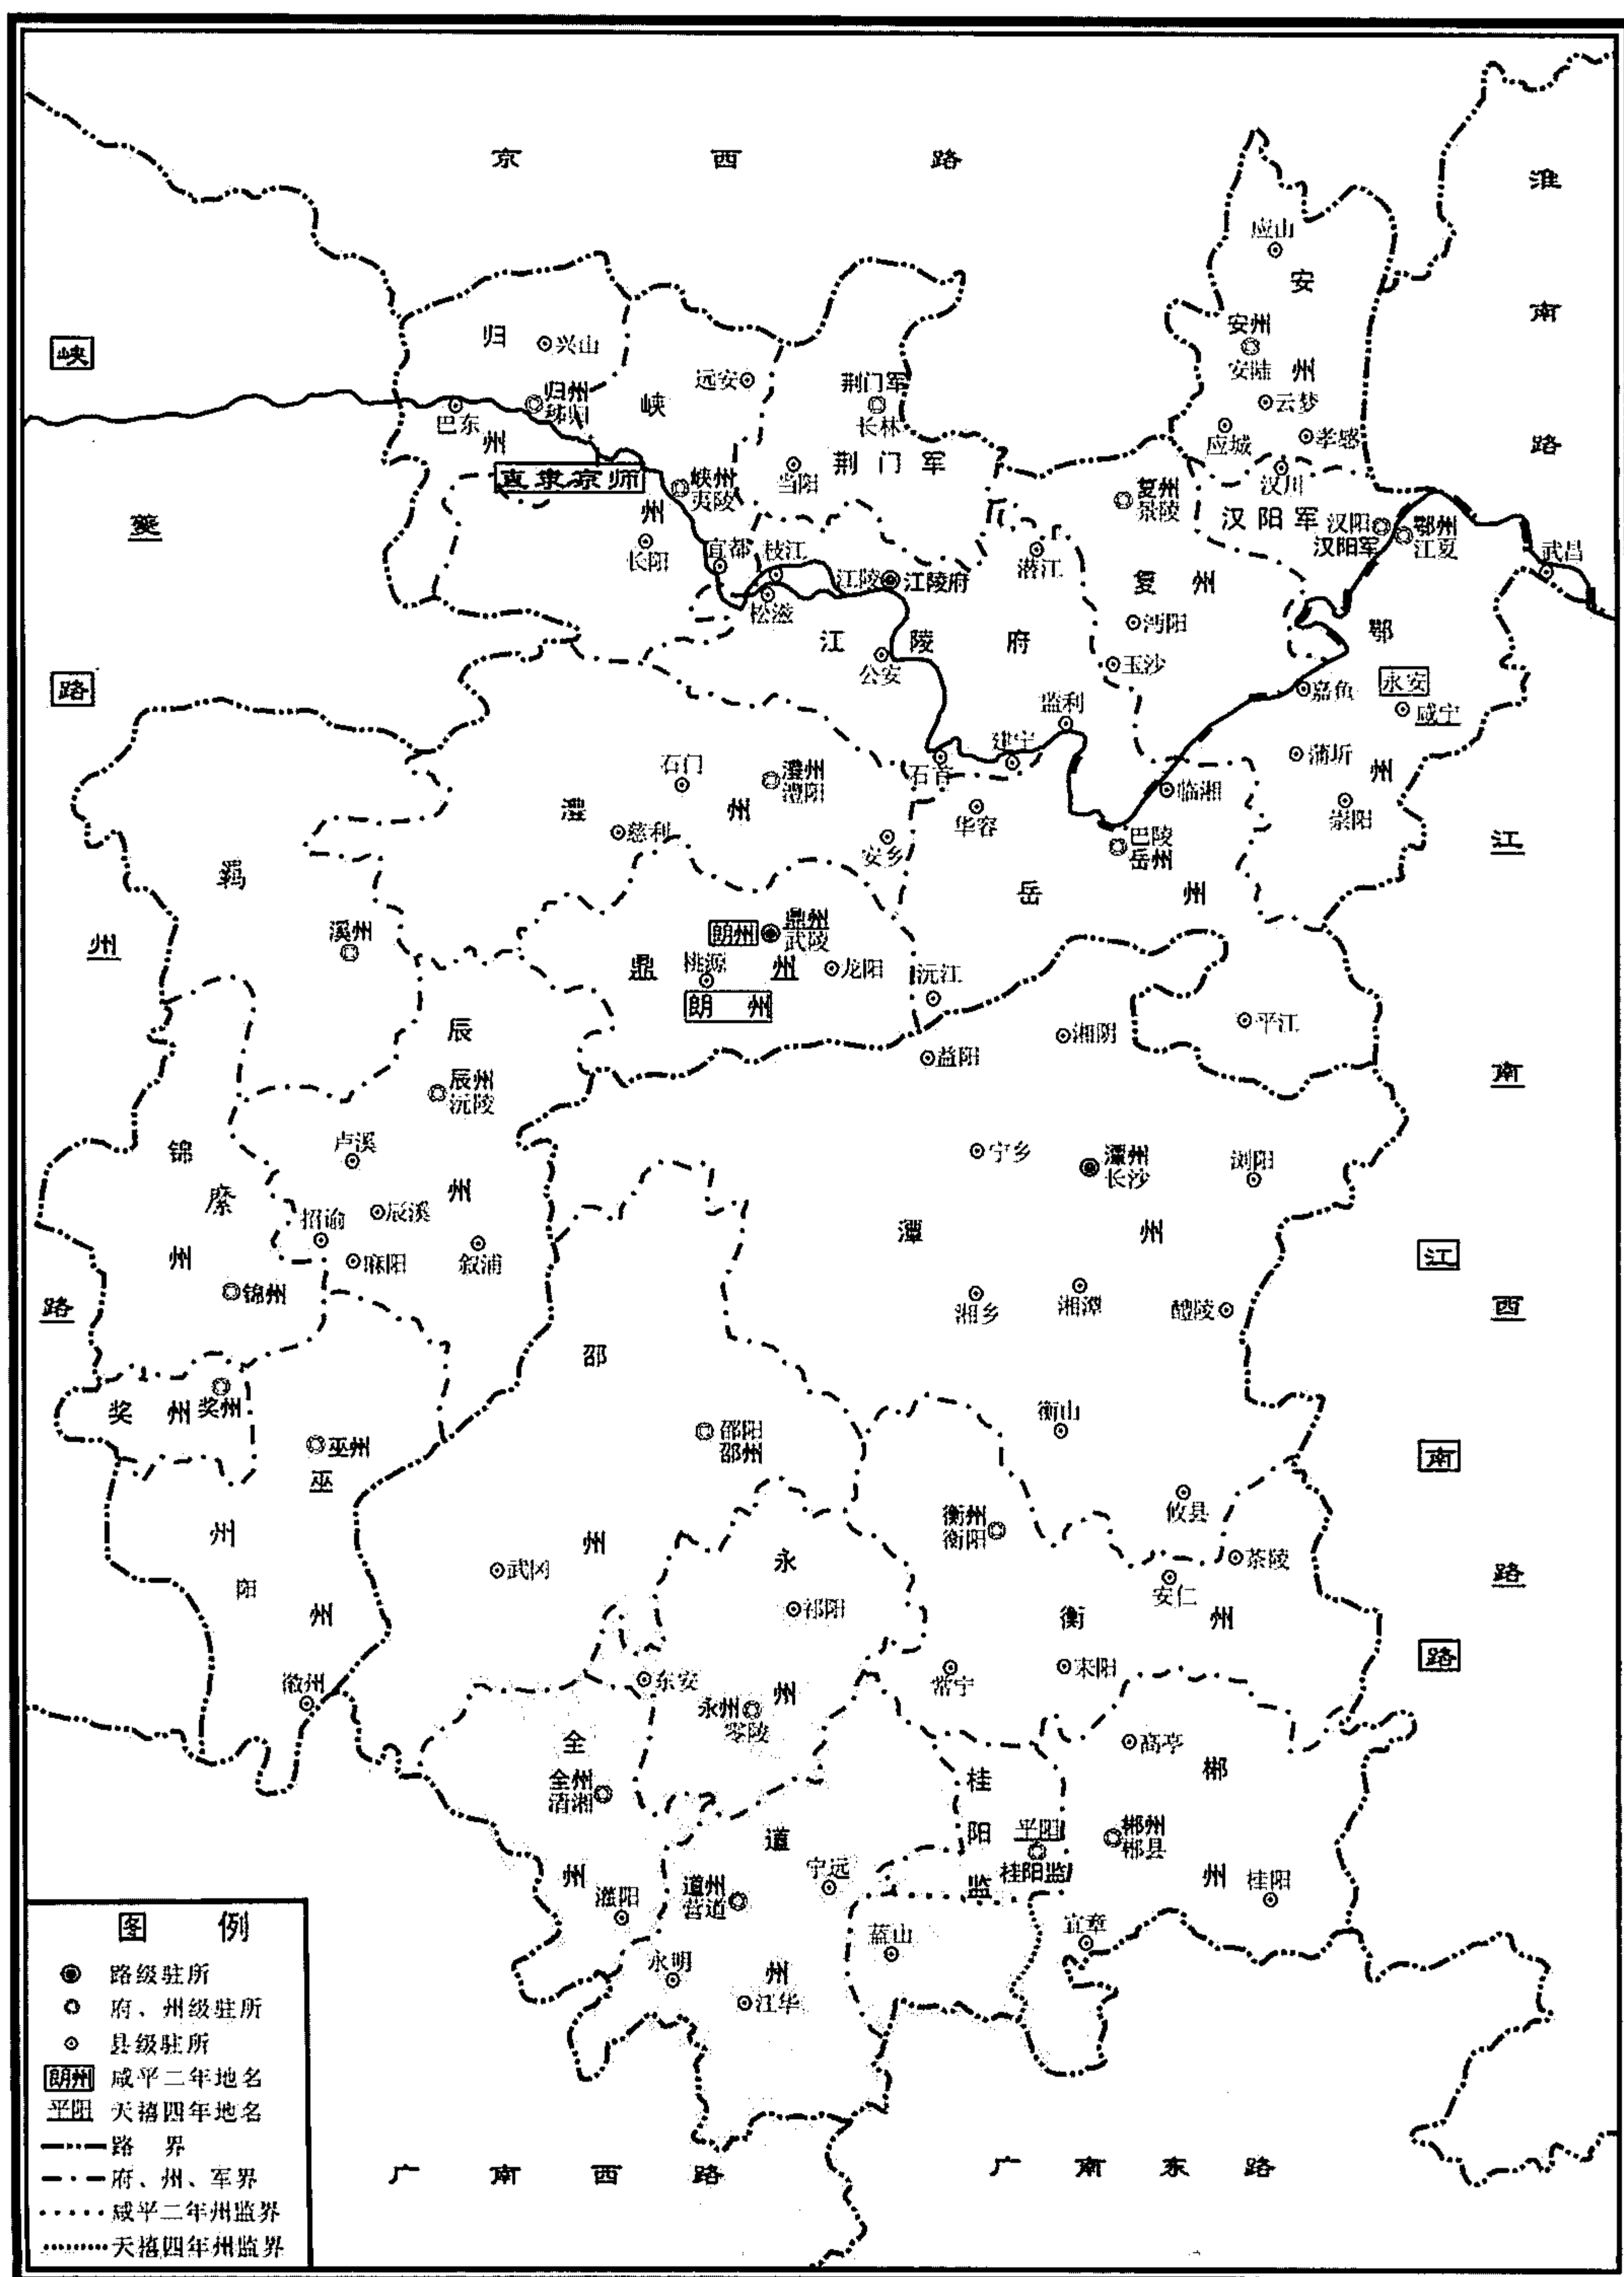 京 西 路
淮 南 路
应山
安 州
安州
安陆
云梦
应城
孝感
汉川
汉阳军
汉阳
汉阳军
鄂州
江夏
武昌
峡 路
夔 州 路
归 州
兴山
归州
秭归
巴东
直隶京师
峡 州
远安
峡州
夷陵
长阳
宜都
荆门军
长林
荆门军
当阳
枝江
松滋
江陵
江陵府
江 陵 府
公安
潜江
复州
景陵
复 州
沔阳
玉沙
监利
建宁
石首
鄂 州
嘉鱼
永安
咸宁
蒲圻
崇阳
临湘
石门
澧州
澧阳
澧 州
慈利
安乡
华容
巴陵
岳州
岳 州
羁
溪州
朗州
鼎州
武陵
鼎 州
桃源
龙阳
朗 州
沅江
湘阴
平江
益阳
江 南 西 路
辰 州
辰州
沅陵
卢溪
辰溪
招谕
麻阳
叙浦
锦 州
縻
锦州
宁乡
潭州
长沙
浏阳
潭 州
湘乡
湘潭
醴陵
江 南 路
奖 州
奖州
巫州
巫 州
州
阳
徽州
邵 州
邵阳
邵州
武冈
衡山
攸县
衡州
衡阳
茶陵
安仁
衡 州
常宁
耒阳
永 州
祁阳
东安
永州
零陵
全 州
全州
清湘
灌阳
道 州
道州
营道
宁远
永明
江华
桂阳监
平阳
桂阳监
蓝山
高亭
郴 州
郴州
郴县
桂阳
宜章
广 南 西 路
广 南 东 路
图 例
路级驻所
府、州级驻所
县级驻所
朗州 咸平二年地名
平阳 天禧四年地名
路 界
府、州、军界
咸平二年州监界
天禧四年州监界